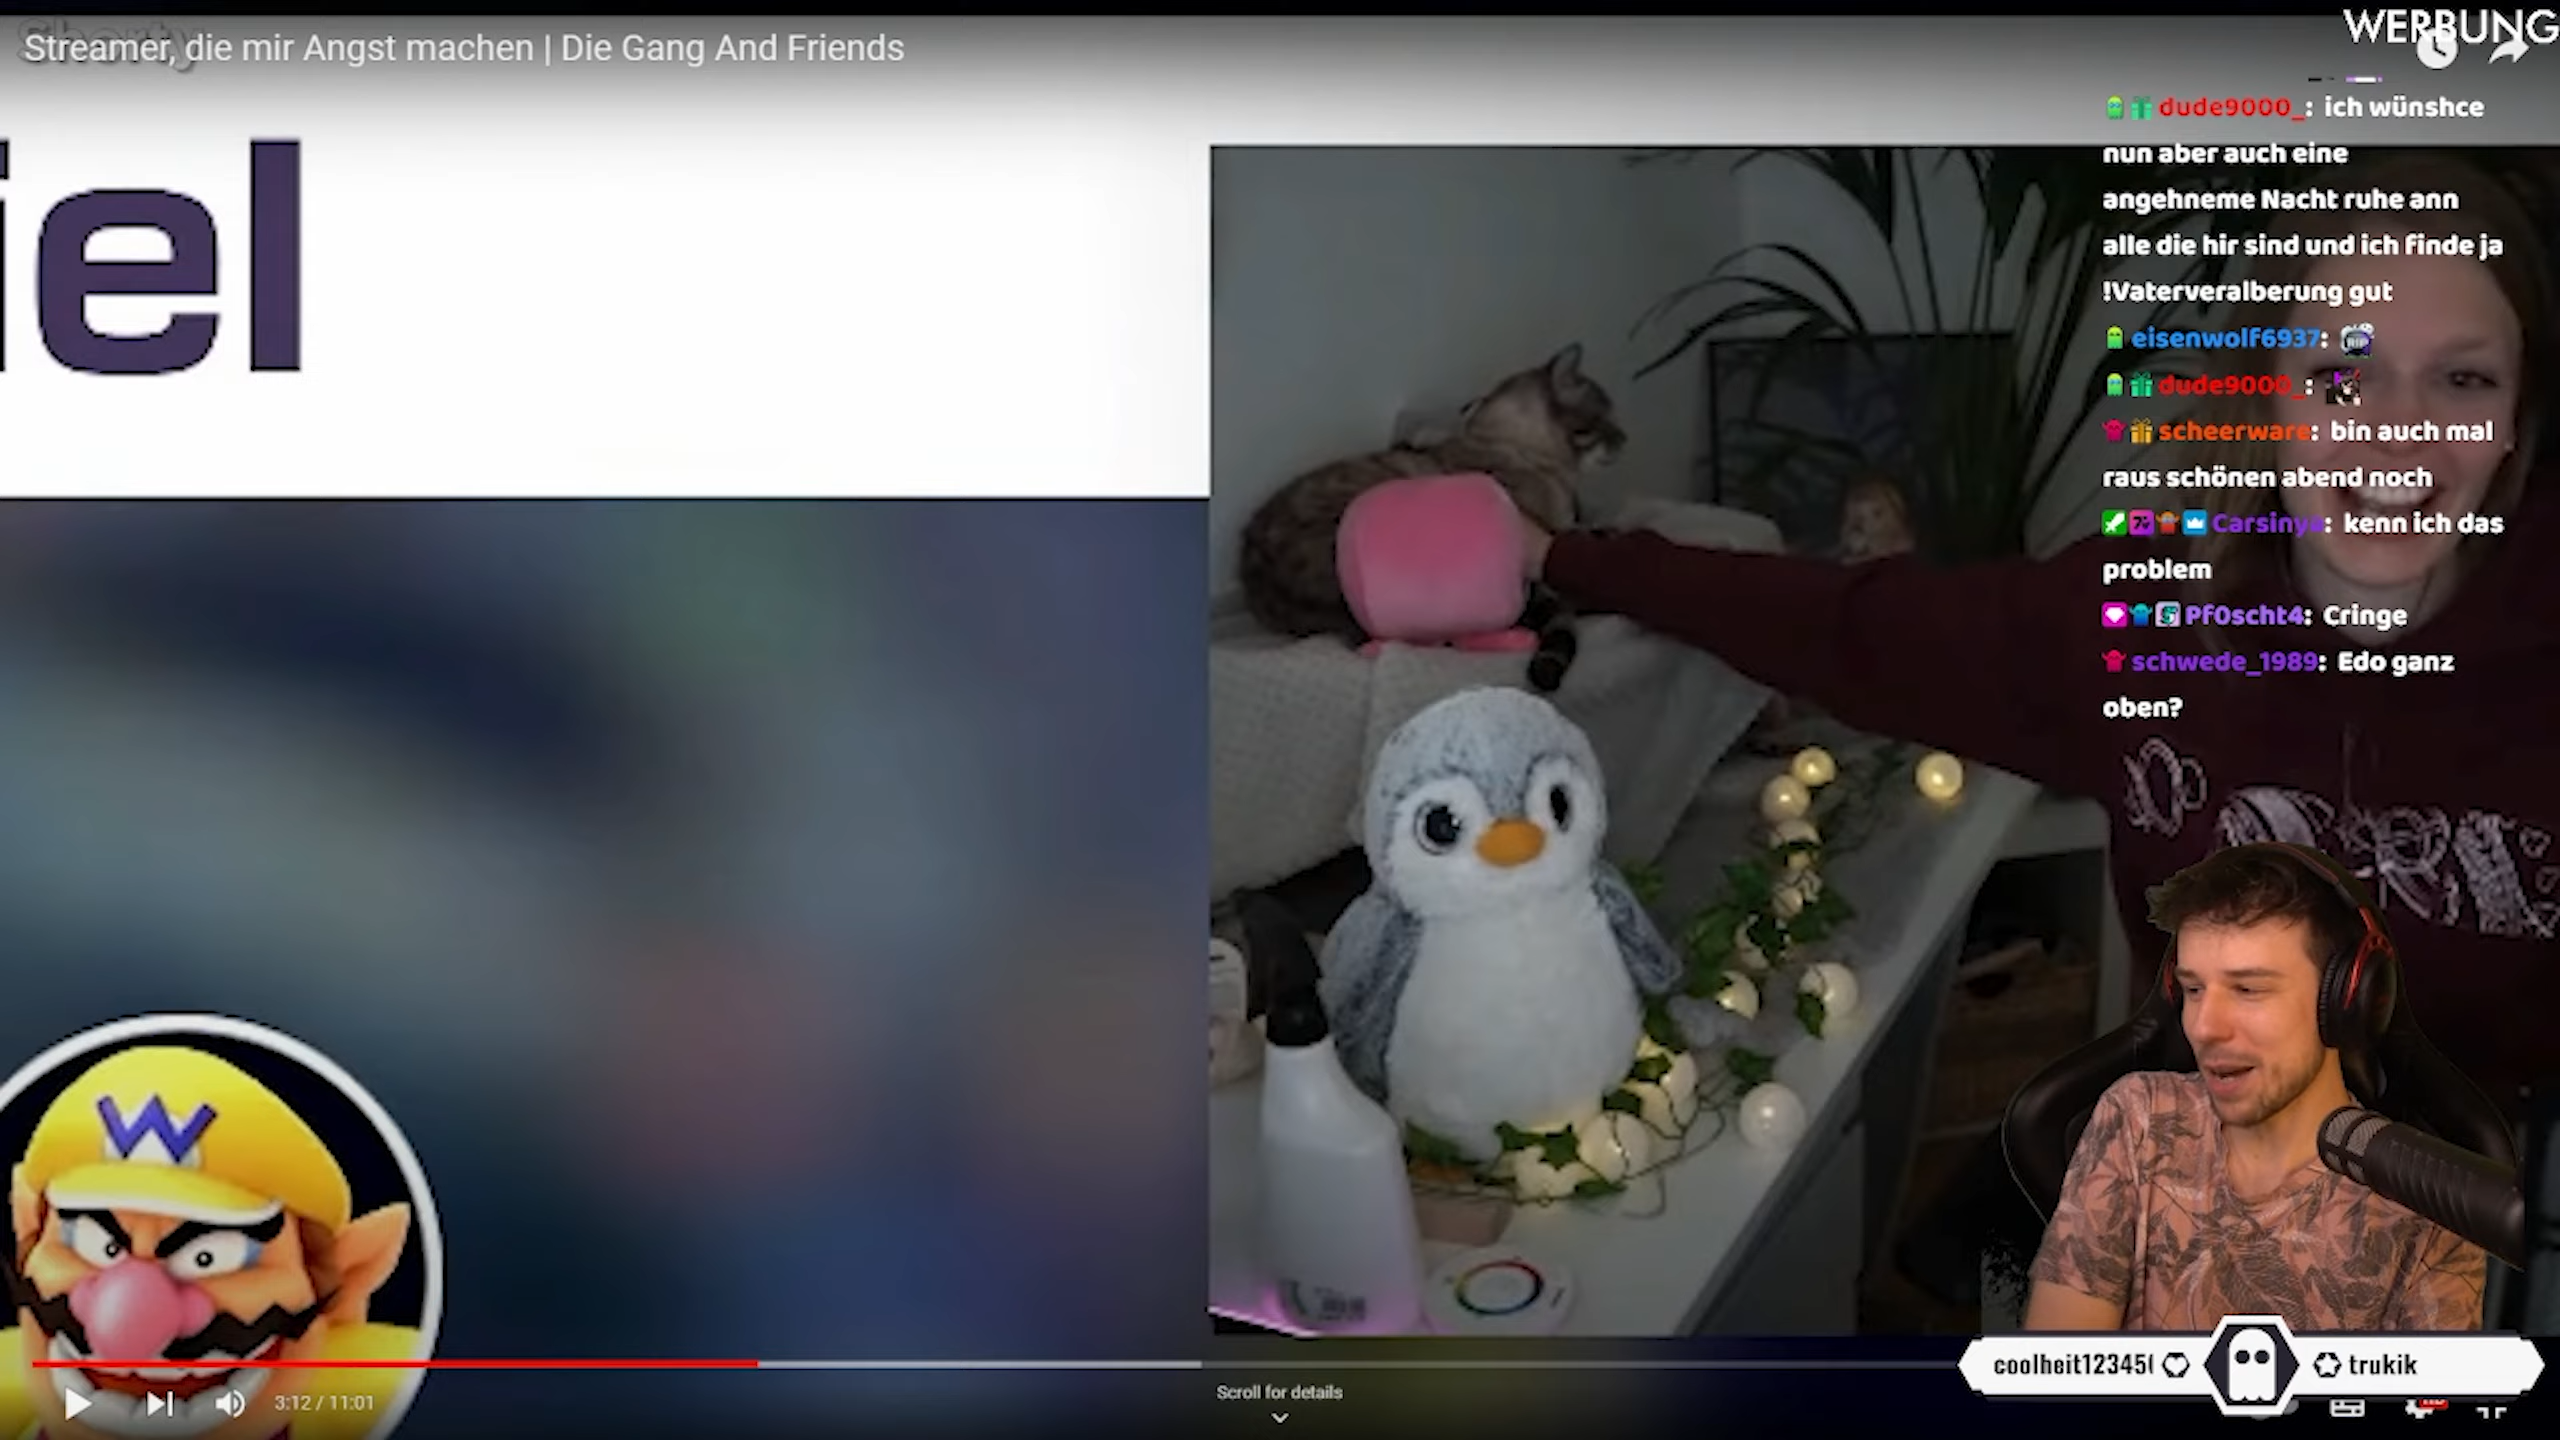 Streamer, die mir Angst machen | Die Gang And Friends
WERBUNG
iel
dude9000_: ich wünshce
nun aber auch eine
angehneme Nacht ruhe ann
alle die hir sind und ich finde ja
!Vaterveralberung gut
eisenwolf6937:
dude9000_:
scheerware: bin auch mal
raus schönen abend noch
Carsinya: kenn ich das
problem
Pf0scht4: Cringe
schwede_1989: Edo ganz
oben?
W
3:12 / 11:01
Scroll for details
coolheit123450
trukik